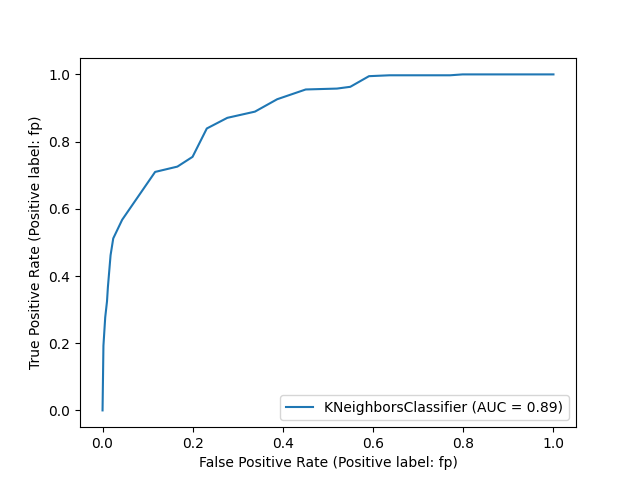 1.0
0.8
0.6
0.4
0.2
0.0
True Positive Rate (Positive label: fp)
KNeighborsClassifier (AUC = 0.89)
0.0 0.2 0.4 0.6 0.8 1.0
False Positive Rate (Positive label: fp)